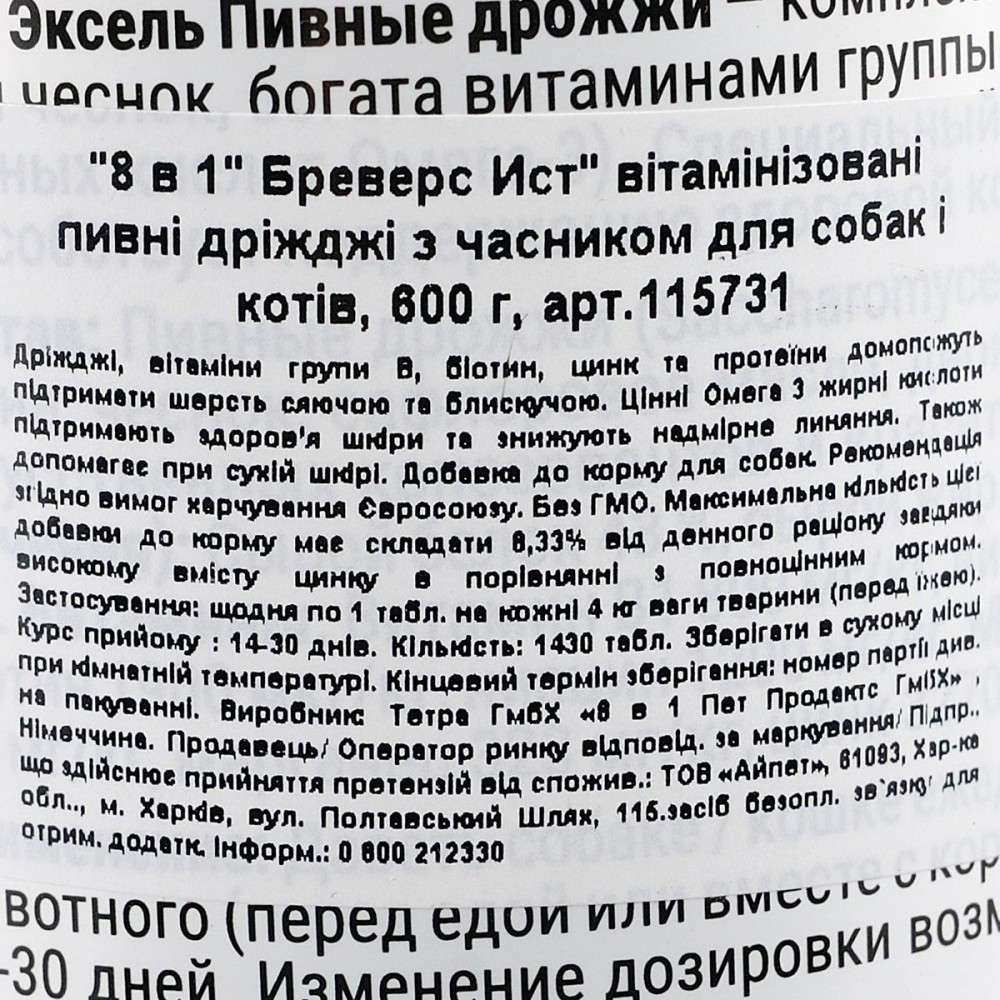 Эксель Пивные дрожжи –
чеснок, богата витаминами группы
"8 в 1" Бреверс Ист" вітамінізовані
пивні дріжджі з часником для собак і
котів, 600 г, арт.115731
Дріжджі, вітаміни групи В, біотин, цинк та протеїни домоможуть
підтримати шерсть сяючою та блискучою. Цінні Омега 3 жирні кислоти
підтримають здоров'я шкіри та знижують надмірне линяння. Також
допомагає при сухій шкірі. Добавка до корму для собак. Рекомендація
згідно вимог харчування Євросоюзу. Без ГМО. Максимальна кількість цієї
добавки до корму має складати 8,33% від денного раціону завдяки
високому вмісту цинку в порівнянні з повноцінним кормом.
Застосування: щодня по 1 табл. на кожні 4 кг ваги тварини (перед їжею).
Курс прийому : 14-30 днів. Кількість: 1430 табл. Зберігати в сухому місці
при кімнатній температурі. Кінцевий термін зберігання: номер партії див.
на пакуванні. Виробник: Тетра ГмбХ «8 в 1 Пет Продактс ГмбХ» ,
Німеччина. Продавець/ Оператор ринку відповід. за маркування/ Підпр..
що здійснює прийняття претензій від спожив.: ТОВ «Айпет», 61093, Хар-ка
обл.., м. Харків, вул. Полтавський Шлях, 116.засіб безопл. зв`язку для
отрим. додатк. інформ.: 0 800 212330
вотного (перед едой или вместе с кор
-30 дней. Изменение дозировки возм